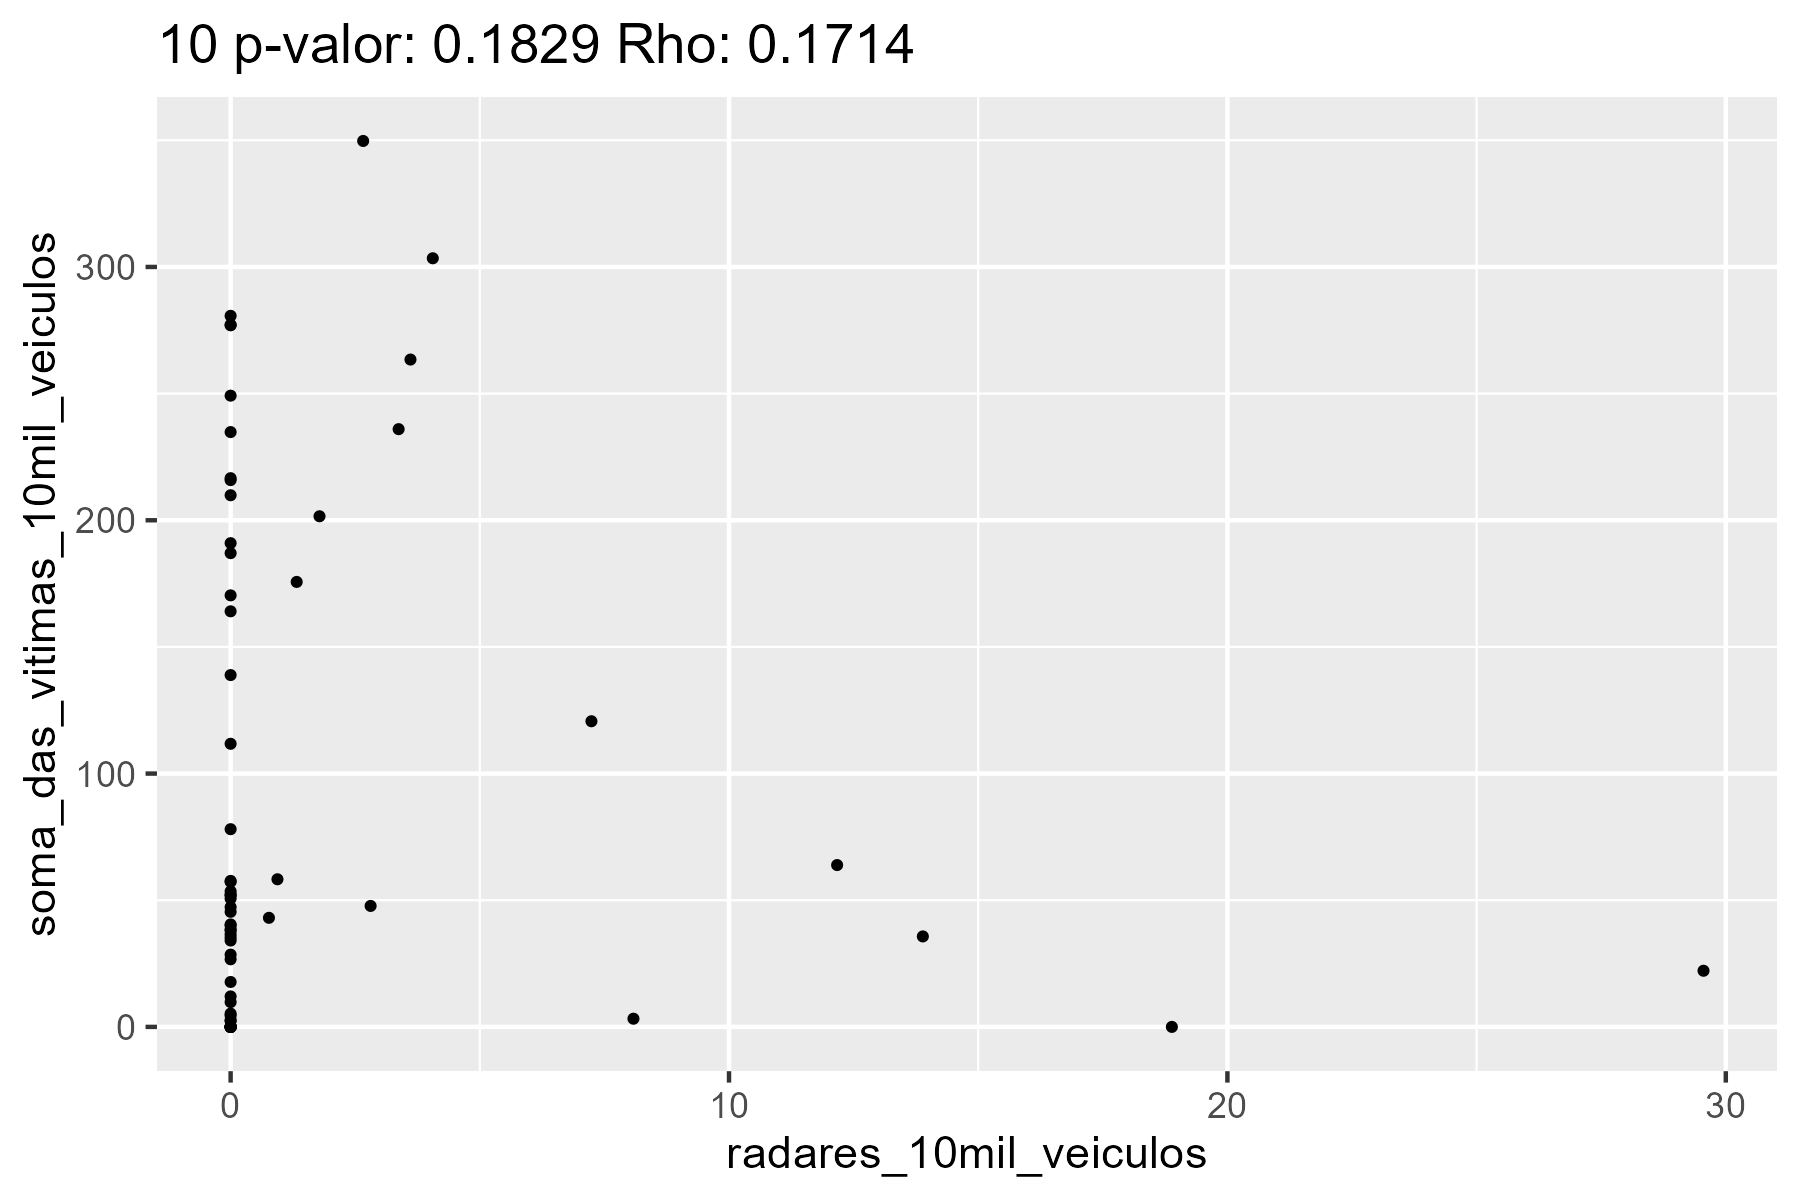 10 p-valor: 0.1829 Rho: 0.1714
soma_das_vitimas_10mil_veiculos
300
200
100
0
0 10 20 30
radares_10mil_veiculos